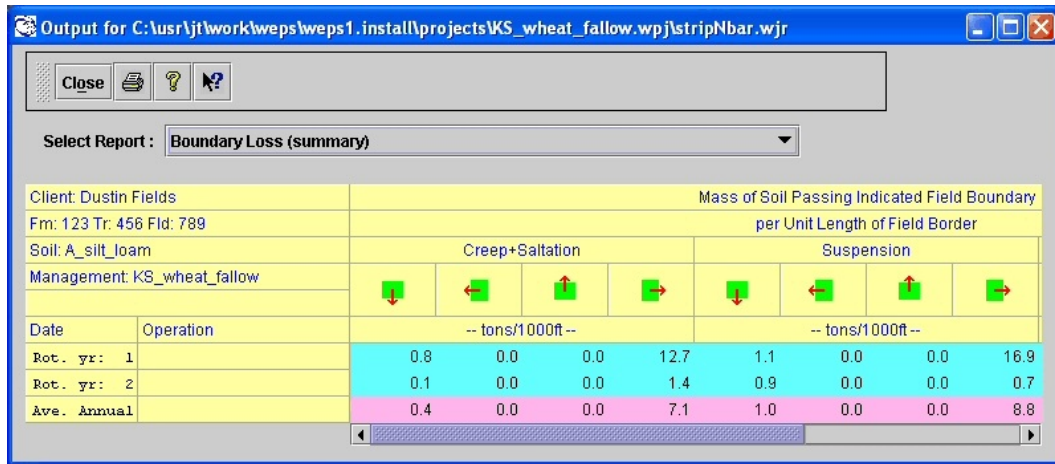 Output for C:\usr\jt\work\weps\weps1.install\projects\KS_wheat_fallow.wpj\stripNbar.wjr
Close
Select Report : Boundary Loss (summary)
Client: Dustin Fields Mass of Soil Passing Indicated Field Boundary
Fm: 123 Tr: 456 Fld: 789 per Unit Length of Field Border
Soil: A_silt_loam Creep+Saltation Suspension
Management: KS_wheat_fallow
Date Operation -- tons/1000ft -- -- tons/1000ft --
Rot. yr: 1 0.8 0.0 0.0 12.7 1.1 0.0 0.0 16.9
Rot. yr: 2 0.1 0.0 0.0 1.4 0.9 0.0 0.0 0.7
Ave. Annual 0.4 0.0 0.0 7.1 1.0 0.0 0.0 8.8